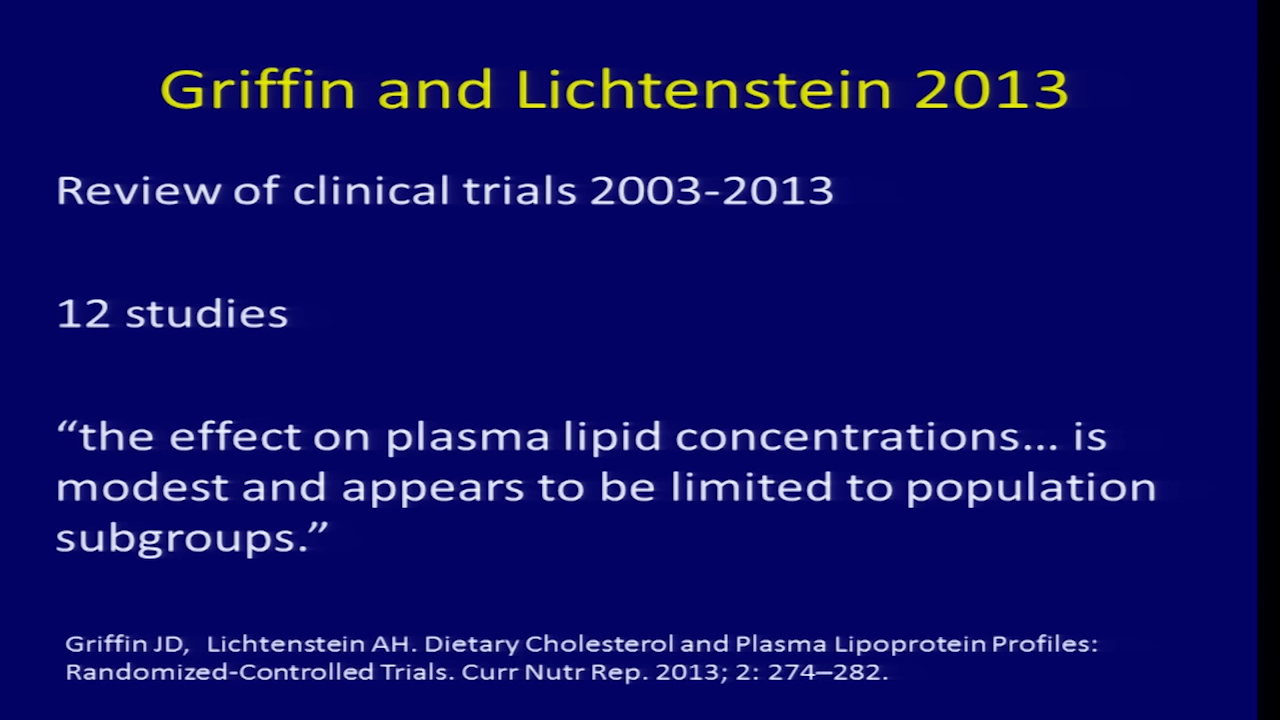 Griffin and Lichtenstein 2013
Review of clinical trials 2003-2013
12 studies
“the effect on plasma lipid concentrations... is
modest and appears to be limited to population
subgroups.”
Griffin JD, Lichtenstein AH. Dietary Cholesterol and Plasma Lipoprotein Profiles:
Randomized-Controlled Trials. Curr Nutr Rep. 2013; 2: 274–282.